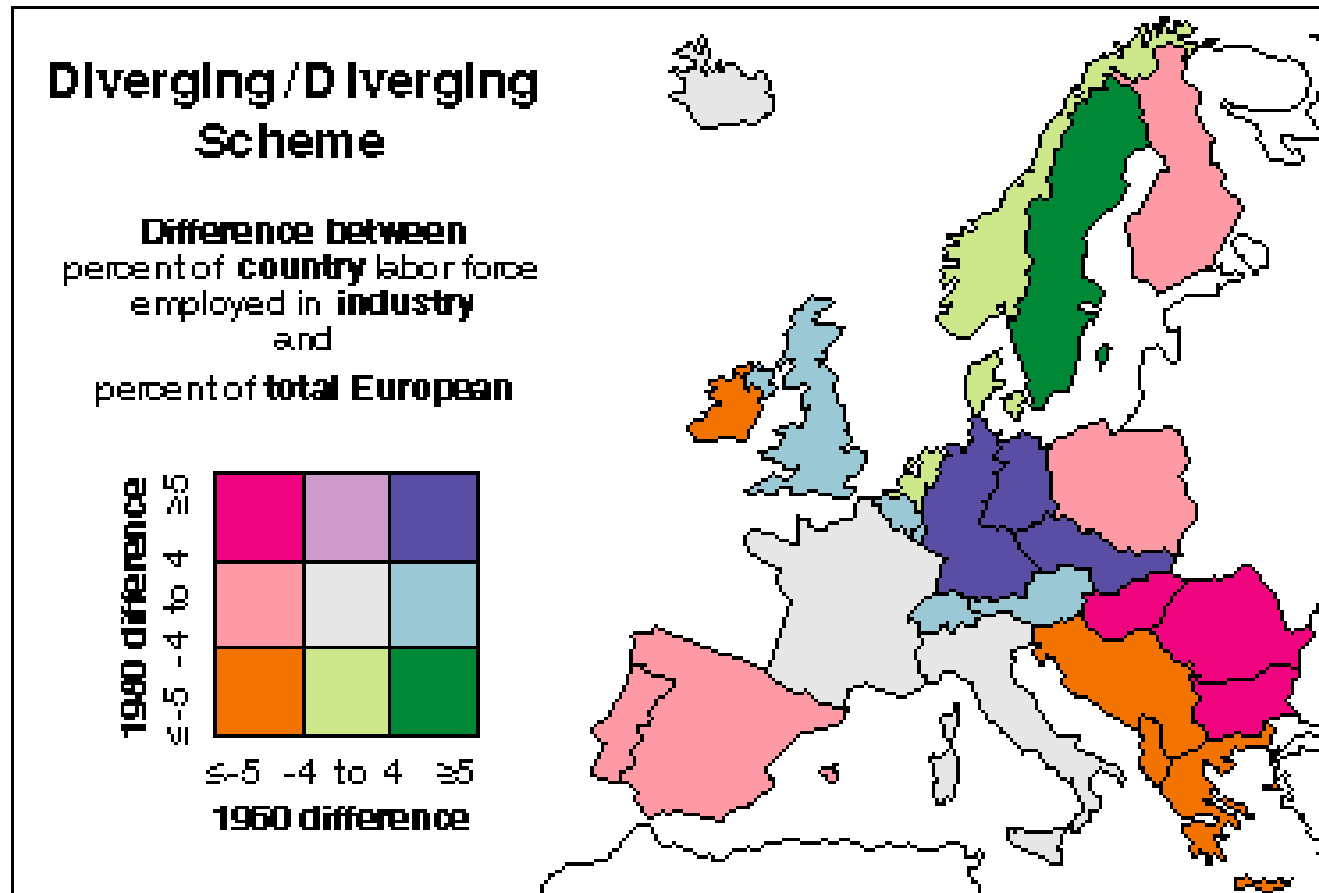 Diverging/Diverging
Scheme
Difference between
percent of country labor force
employed in industry
and
percent of total European
1980 difference
≤-5 -4 to 4 ≥5
≤-5 -4 to 4 ≥5
1960 difference